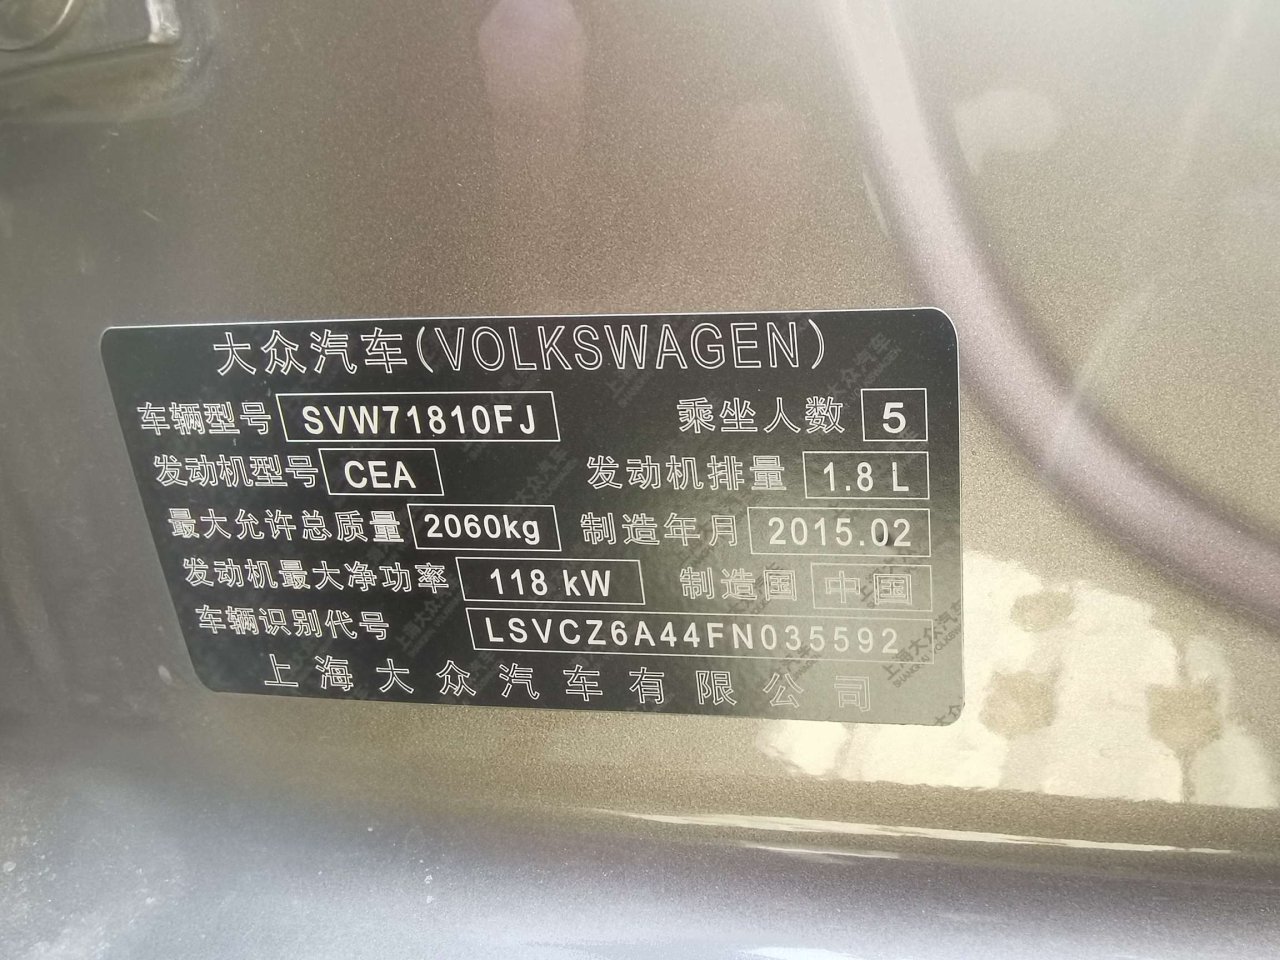 大众汽车(VOLKSWAGEN)
车辆型号 SVW71810FJ 乘坐人数 5
发动机型号 CEA 发动机排量 1.8 L
最大允许总质量 2060kg 制造年月 2015.02
发动机最大净功率 118 kW 制造国 中国
车辆识别代号 LSVCZ6A44FN035592
上海大众汽车有限公司